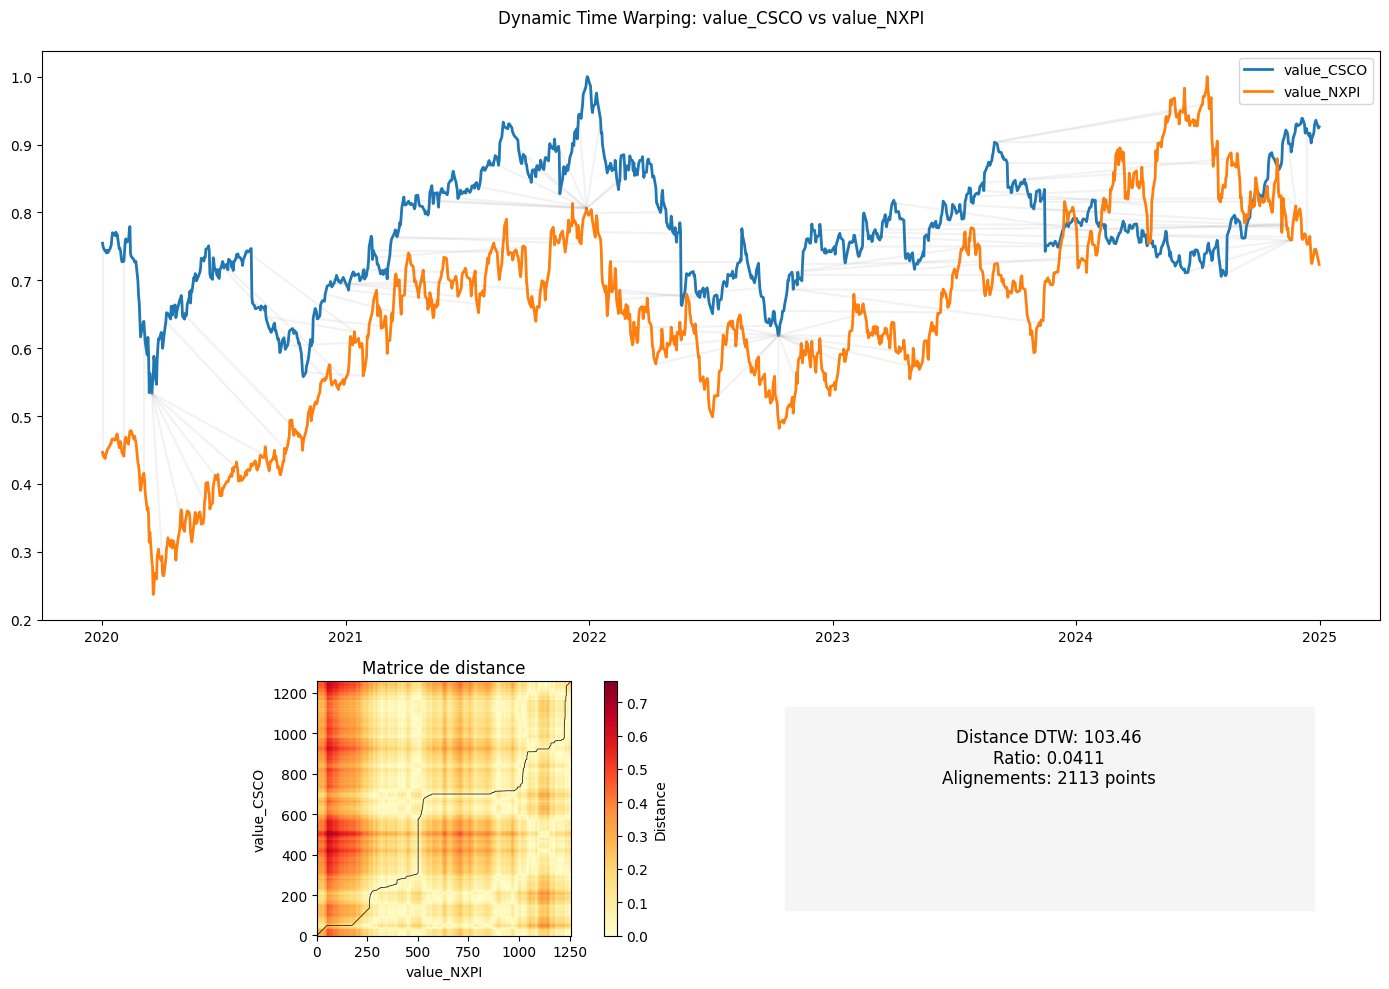 Dynamic Time Warping: value_CSCO vs value_NXPI
value_CSCO
value_NXPI
1.0
0.9
0.8
0.7
0.6
0.5
0.4
0.3
0.2
2020 2021 2022 2023 2024 2025
Matrice de distance
value_CSCO
1200
1000
800
600
400
200
0
0 250 500 750 1000 1250
value_NXPI
0.7
0.6
0.5
0.4
0.3
0.2
0.1
0.0
Distance
Distance DTW: 103.46
Ratio: 0.0411
Alignements: 2113 points